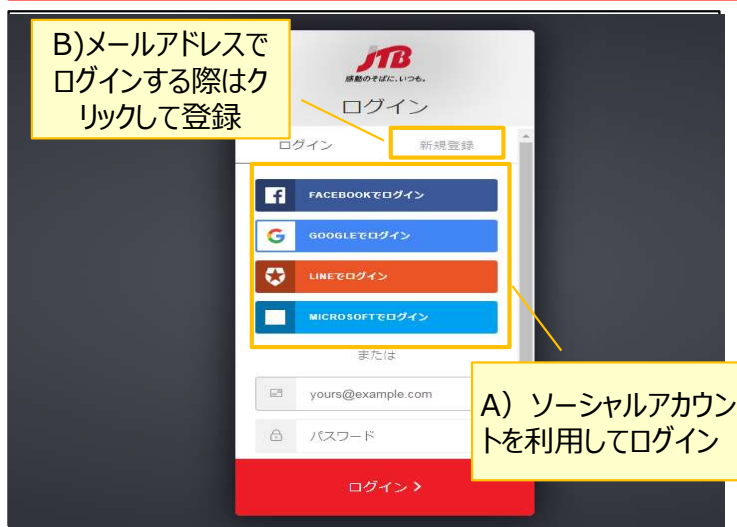 B)メールアドレスで
ログインする際はク
リックして登録
JTB
感動のそばに、いつも。
ログイン
ログイン
新規登録
FACEBOOKでログイン
GOOGLEでログイン
LINEでログイン
MICROSOFTでログイン
または
yours@example.com
パスワード
A）ソーシャルアカウン
トを利用してログイン
ログイン >